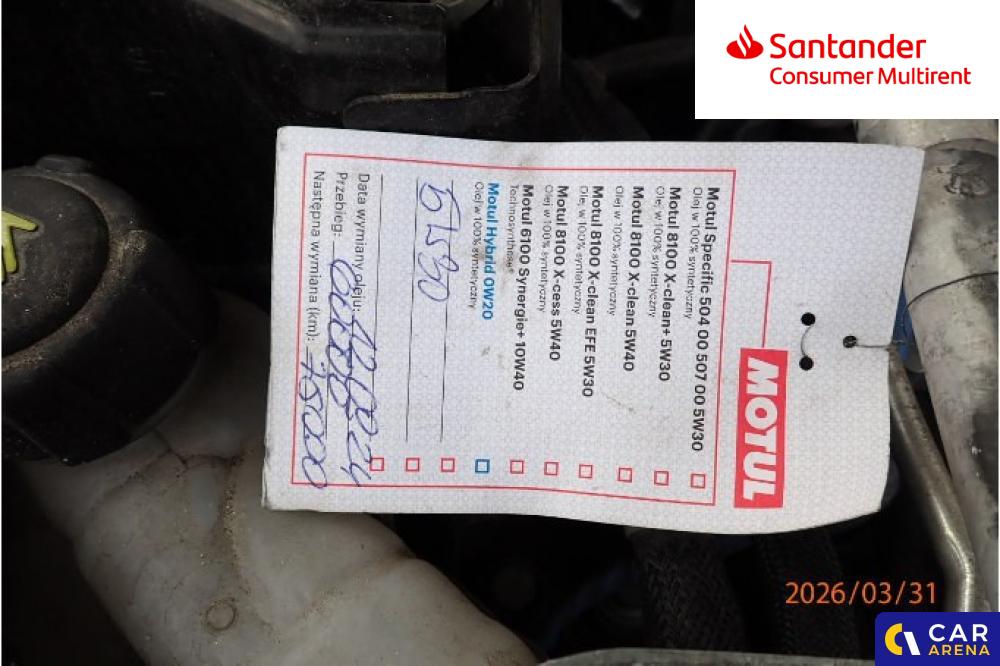 Santander
Consumer Multirent
MOTUL
Motul Specific 504 00 507 00 5W30
Olej w 100% syntetyczny
Motul 8100 X-clean+ 5W30
Olej w 100% syntetyczny
Motul 8100 X-clean 5W40
Olej w 100% syntetyczny
Motul 8100 X-clean EFE 5W30
Olej w 100% syntetyczny
Motul 8100 X-cess 5W40
Olej w 100% syntetyczny
Motul 6100 Synergie+ 10W40
Technosynthese®
Motul Hybrid 0W20
Olej w 100% syntetyczny
Data wymiany oleju:
Przebieg:
Następna wymiana (km): 75000
2026/03/31
CAR
ARENA